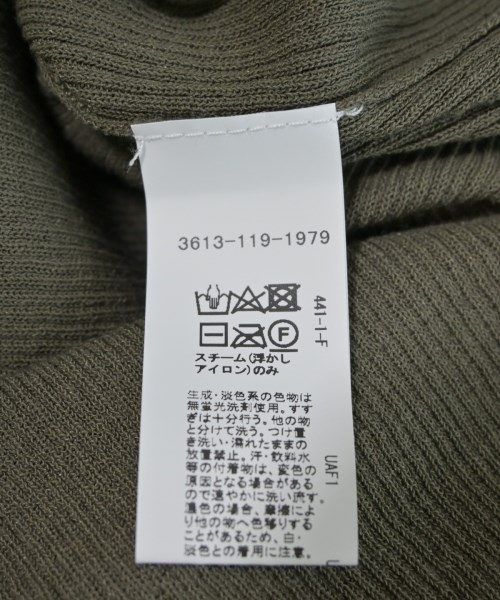 3613-119-1979
441-1-F
F
スチーム(浮かし
アイロン)のみ
生成・淡色系の色物は
無蛍光洗剤使用。すす
ぎは十分行う。他の物
と分けて洗う。つけ置
き洗い・濡れたままの
放置禁止。汗・飲料水
等の付着物は、変色の
原因となる場合がある
ので速やかに洗い流す。
濃色の場合、摩擦によ
り他の物へ色移りする
ことがあるため、白・
淡色との着用に注意。
UAF1